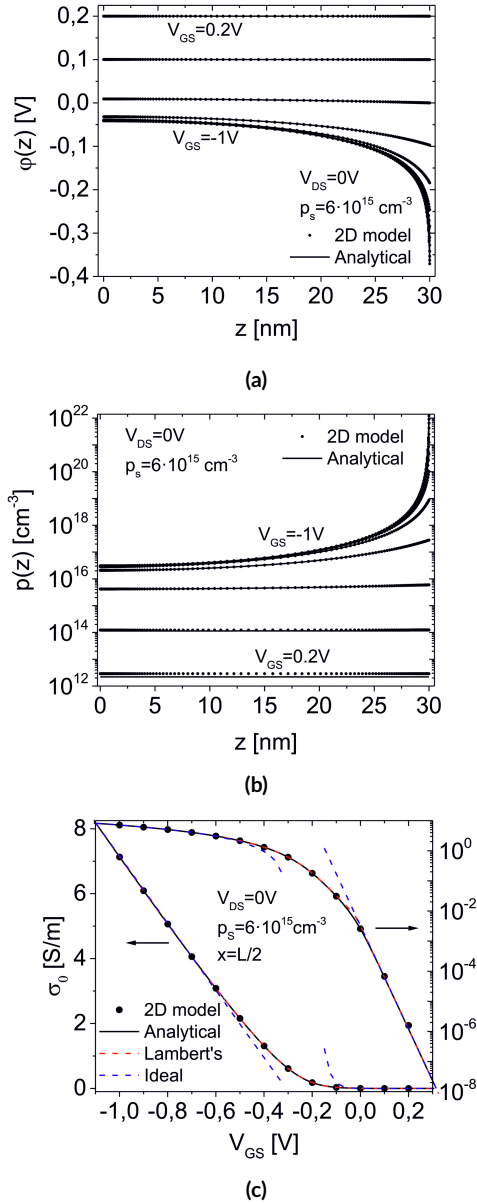 0,2
0,1
0,0
-0,1
-0,2
-0,3
-0,4
φ(z) [V]
V_GS=0.2V
V_GS=-1V
V_DS=0V
p_s=6·10^15 cm^-3
2D model
Analytical
0 5 10 15 20 25 30
z [nm]
(a)
10^22
10^20
10^18
10^16
10^14
10^12
p(z) [cm^-3]
V_DS=0V
p_s=6·10^15 cm^-3
2D model
Analytical
V_GS=-1V
V_GS=0.2V
0 5 10 15 20 25 30
z [nm]
(b)
8
6
4
2
0
σ_0 [S/m]
V_DS=0V
p_S=6·10^15cm^-3
x=L/2
2D model
Analytical
Lambert's
Ideal
10^0
10^-2
10^-4
10^-6
10^-8
-1,0 -0,8 -0,6 -0,4 -0,2 0,0 0,2
V_GS [V]
(c)